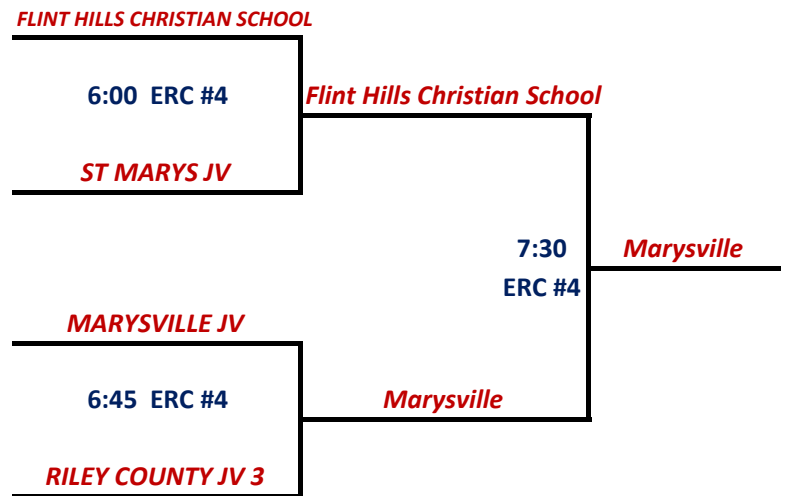 FLINT HILLS CHRISTIAN SCHOOL
6:00 ERC #4
Flint Hills Christian School
ST MARYS JV
7:30
ERC #4
Marysville
MARYSVILLE JV
6:45 ERC #4
Marysville
RILEY COUNTY JV 3